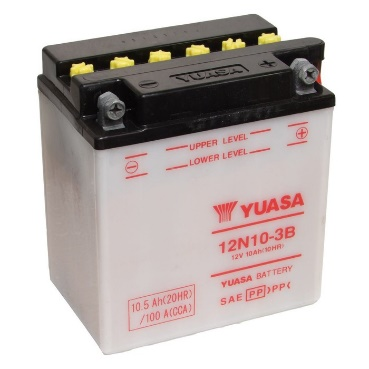 YUASA
UPPER LEVEL
LOWER LEVEL
YUASA
12N10-3B
12V 10Ah(10HR)
YUASA BATTERY
SAE >PP< >PP<
10.5 Ah(20HR)
/100 A(CCA)